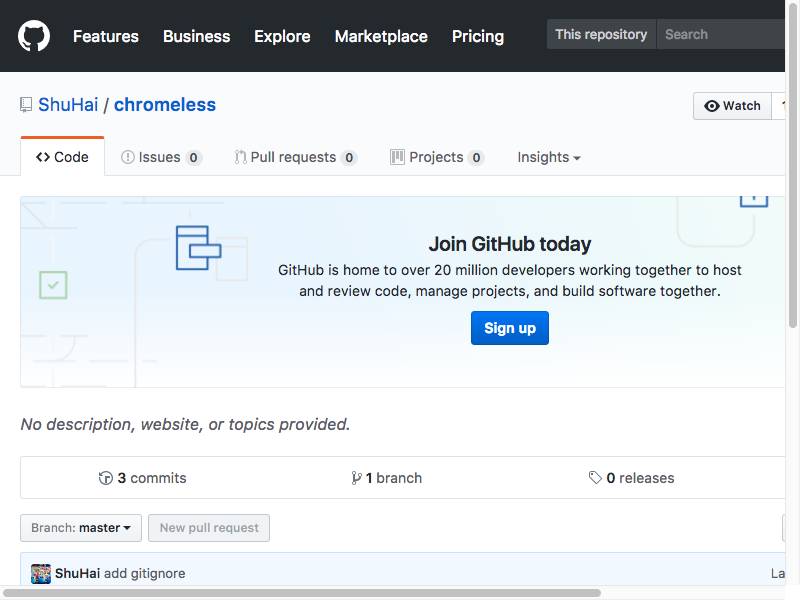 Features Business Explore Marketplace Pricing This repository Search
ShuHai / chromeless
Watch
Code Issues 0 Pull requests 0 Projects 0 Insights
Join GitHub today
GitHub is home to over 20 million developers working together to host
and review code, manage projects, and build software together.
Sign up
No description, website, or topics provided.
3 commits 1 branch 0 releases
Branch: master New pull request
ShuHai add gitignore La